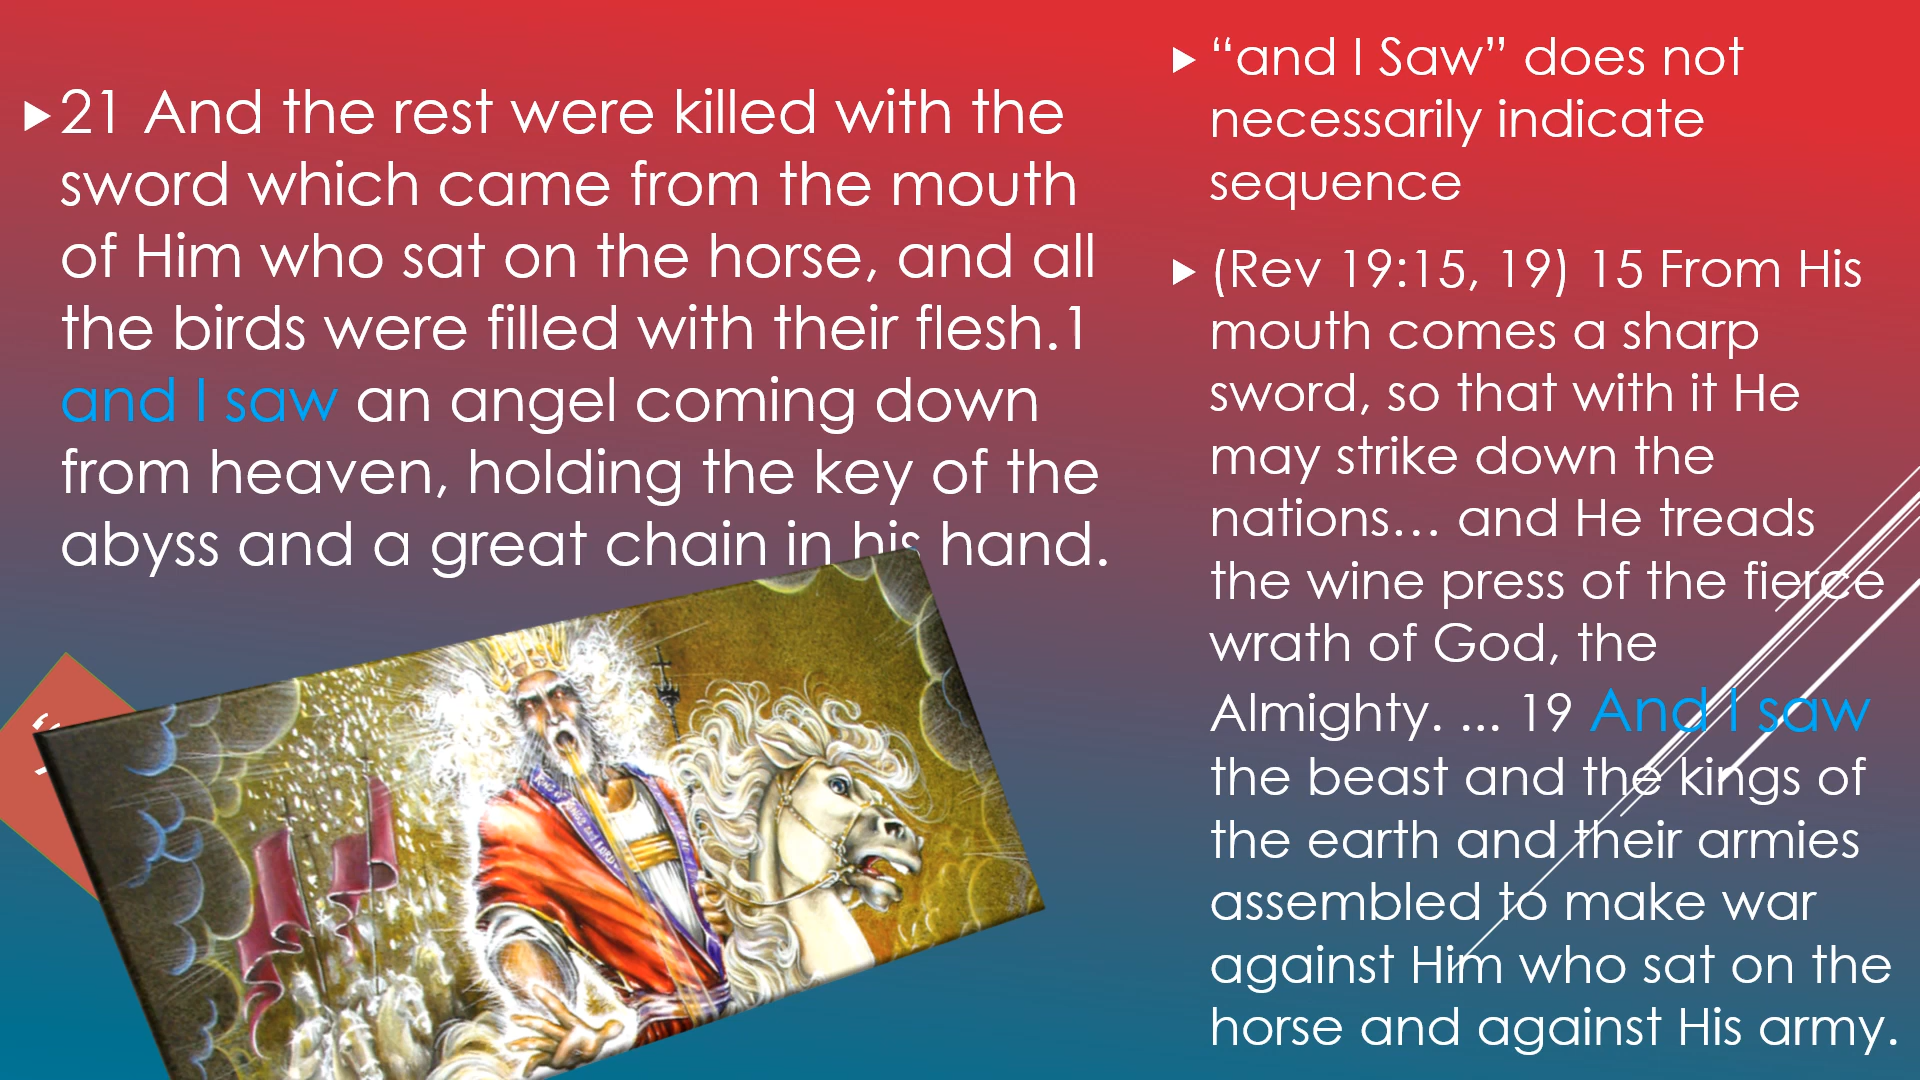 ▶21 And the rest were killed with the
sword which came from the mouth
of Him who sat on the horse, and all
the birds were filled with their flesh.1
and I saw an angel coming down
from heaven, holding the key of the
abyss and a great chain in his hand.
▶“and I Saw” does not
necessarily indicate
sequence
▶(Rev 19:15, 19) 15 From His
mouth comes a sharp
sword, so that with it He
may strike down the
nations… and He treads
the wine press of the fierce
wrath of God, the
Almighty. ... 19 And I saw
the beast and the kings of
the earth and their armies
assembled to make war
against Him who sat on the
horse and against His army.